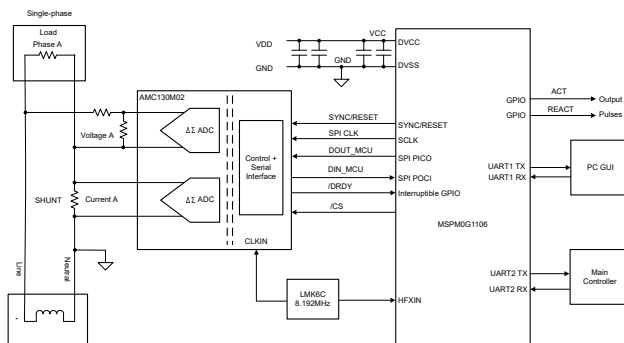 Single-phase
Load
Phase A
VDD
GND
VCC
GND
DVCC
DVSS
AMC130M02
ΔΣ ADC
Voltage A
ΔΣ ADC
Current A
SHUNT
Control +
Serial
Interface
CLKIN
SYNC/RESET
SPI CLK
DOUT_MCU
DIN_MCU
/DRDY
/CS
SYNC/RESET
SCLK
SPI PICO
SPI POCI
Interruptible GPIO
MSPM0G1106
HFXIN
LMK6C
8.192MHz
GPIO
GPIO
ACT
REACT
Output
Pulses
UART1 TX
UART1 RX
PC GUI
UART2 TX
UART2 RX
Main
Controller
Line
Neutral
-